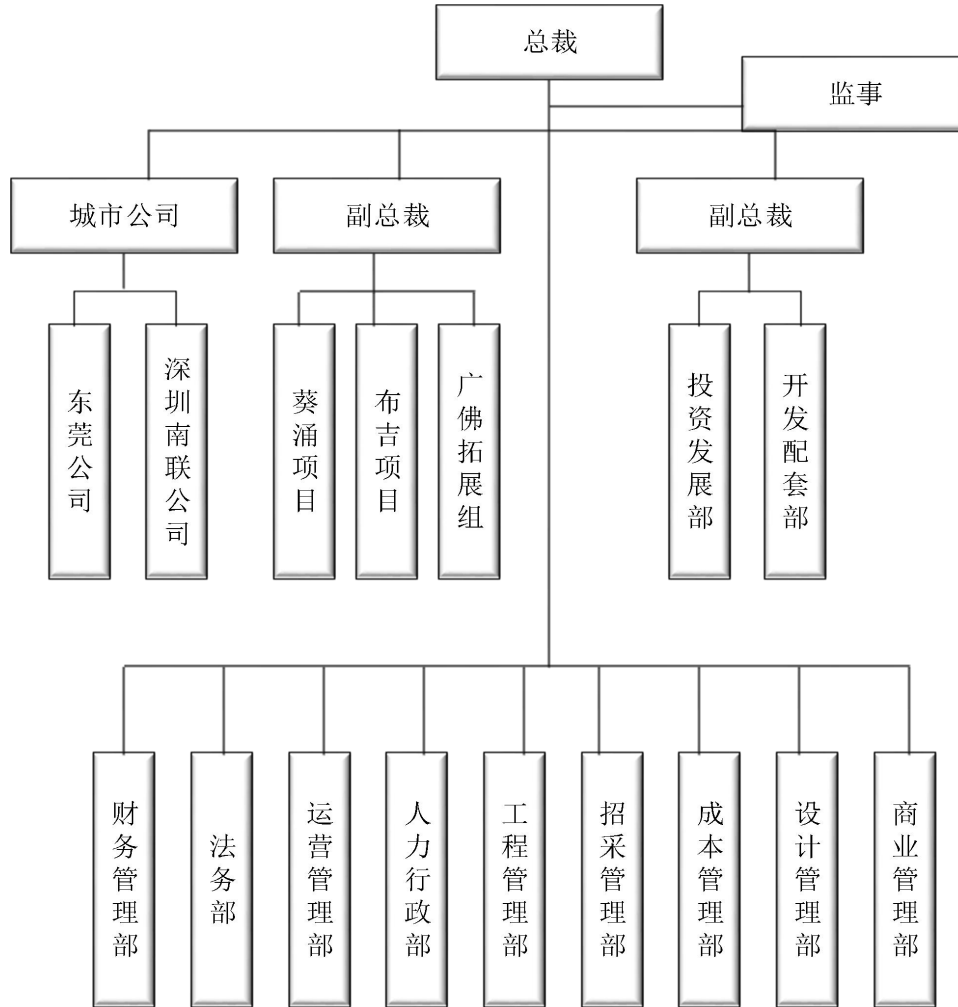 总裁
监事
城市公司
副总裁
副总裁
东莞公司
深圳南联公司
葵涌项目
布吉项目
广佛拓展组
投资发展部
开发配套部
财务管理部
法务部
运营管理部
人力行政部
工程管理部
招采管理部
成本管理部
设计管理部
商业管理部